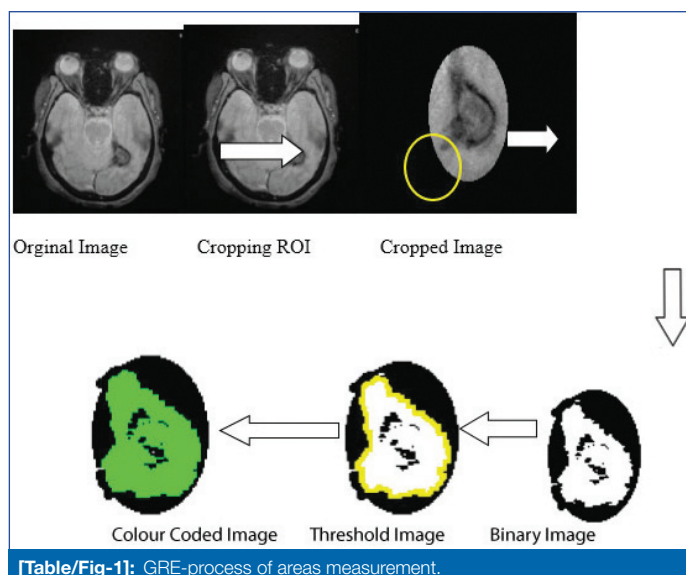 Orginal Image Cropping ROI Cropped Image
Colour Coded Image Threshold Image Binary Image
[Table/Fig-1]: GRE-process of areas measurement.